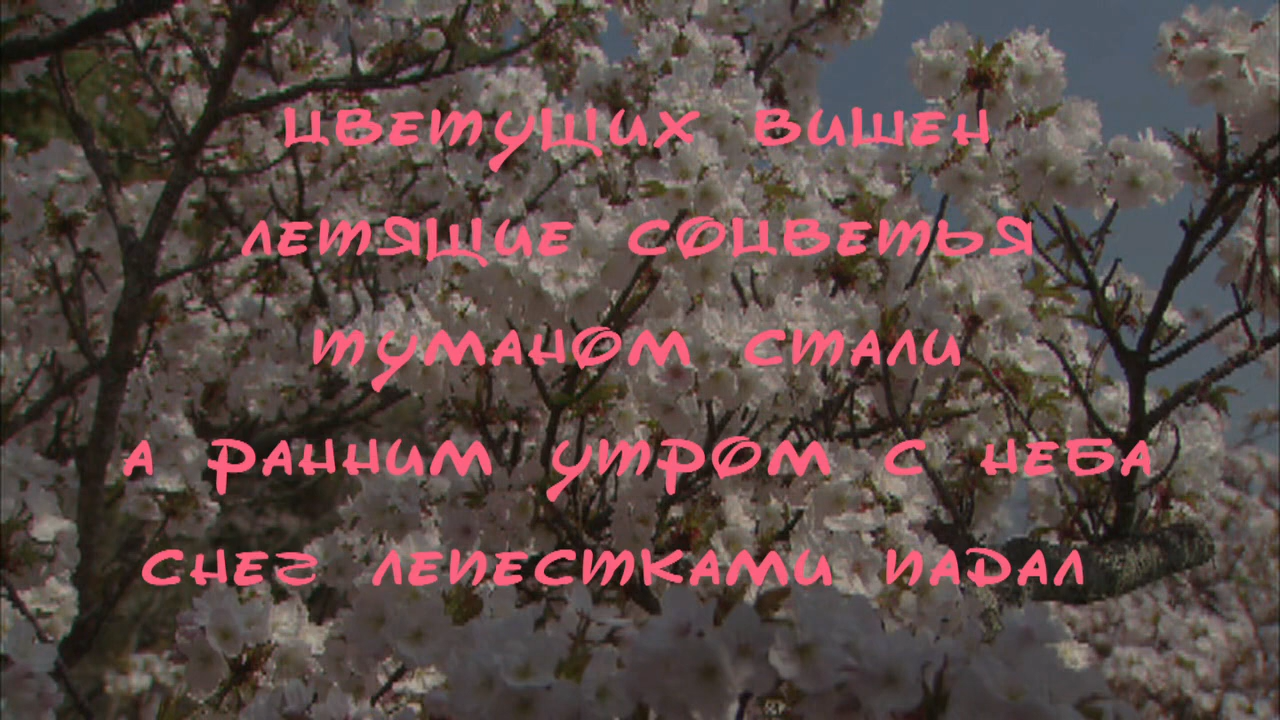 цветущих вишен
летящие соцветья
туманом стали
а ранним утром с неба
снег лепестками падал